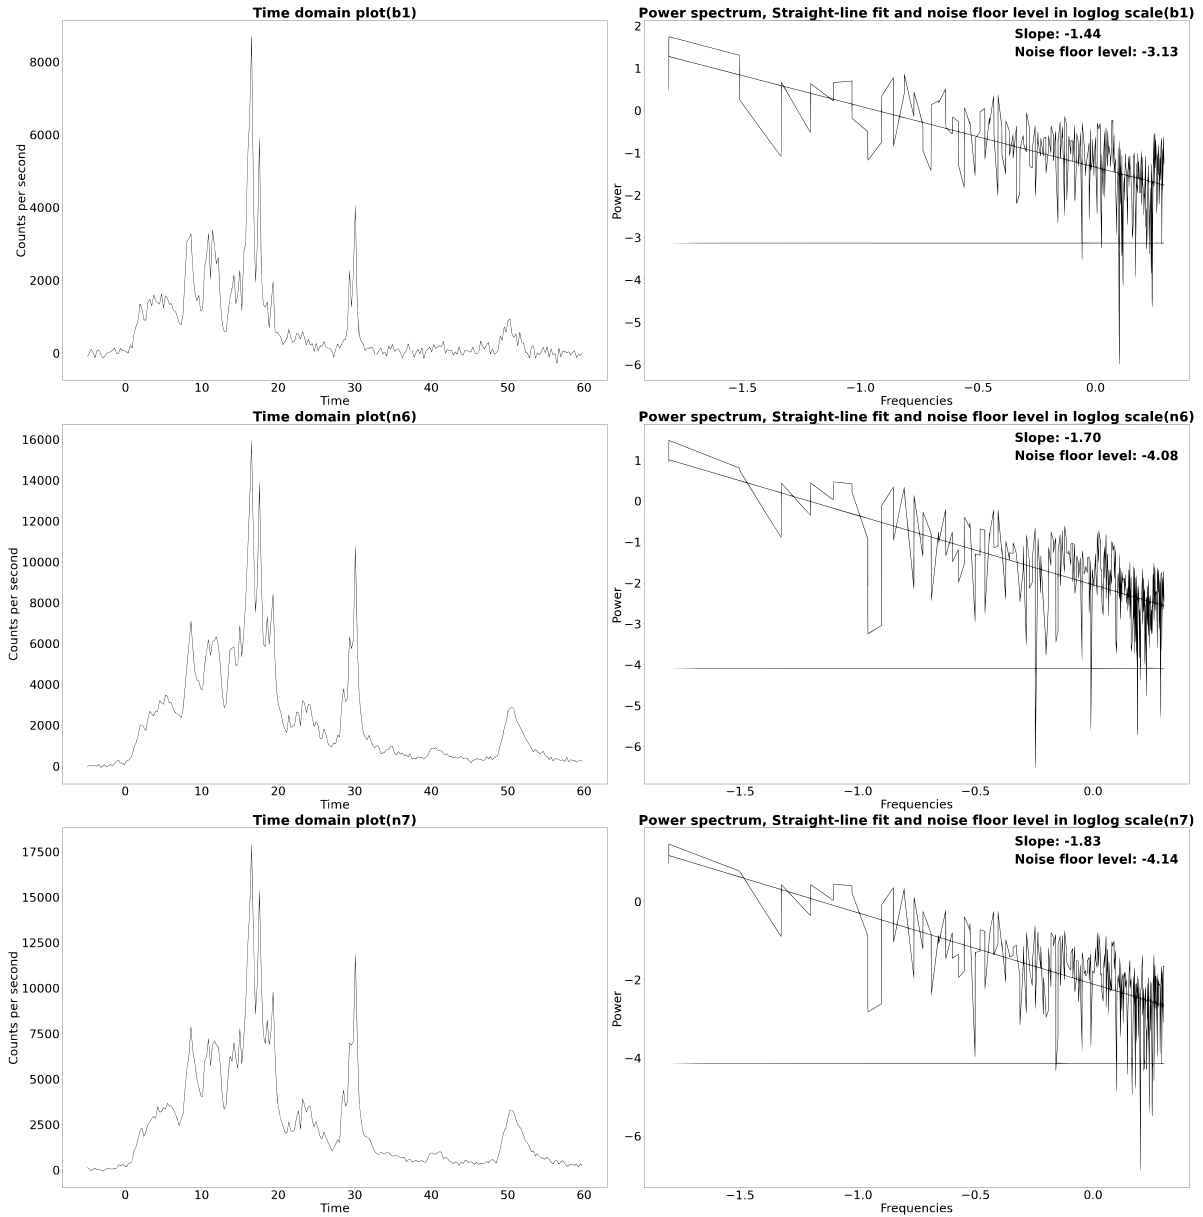 Time domain plot(b1)
Counts per second
8000
6000
4000
2000
0
0 10 20 30 40 50 60
Time
Power spectrum, Straight-line fit and noise floor level in loglog scale(b1)
Slope: -1.44
Noise floor level: -3.13
Power
2
1
0
−1
−2
−3
−4
−5
−6
−1.5 −1.0 −0.5 0.0
Frequencies
Time domain plot(n6)
Counts per second
16000
14000
12000
10000
8000
6000
4000
2000
0
0 10 20 30 40 50 60
Time
Power spectrum, Straight-line fit and noise floor level in loglog scale(n6)
Slope: -1.70
Noise floor level: -4.08
Power
1
0
−1
−2
−3
−4
−5
−6
−1.5 −1.0 −0.5 0.0
Frequencies
Time domain plot(n7)
Counts per second
17500
15000
12500
10000
7500
5000
2500
0
0 10 20 30 40 50 60
Time
Power spectrum, Straight-line fit and noise floor level in loglog scale(n7)
Slope: -1.83
Noise floor level: -4.14
Power
0
−2
−4
−6
−1.5 −1.0 −0.5 0.0
Frequencies